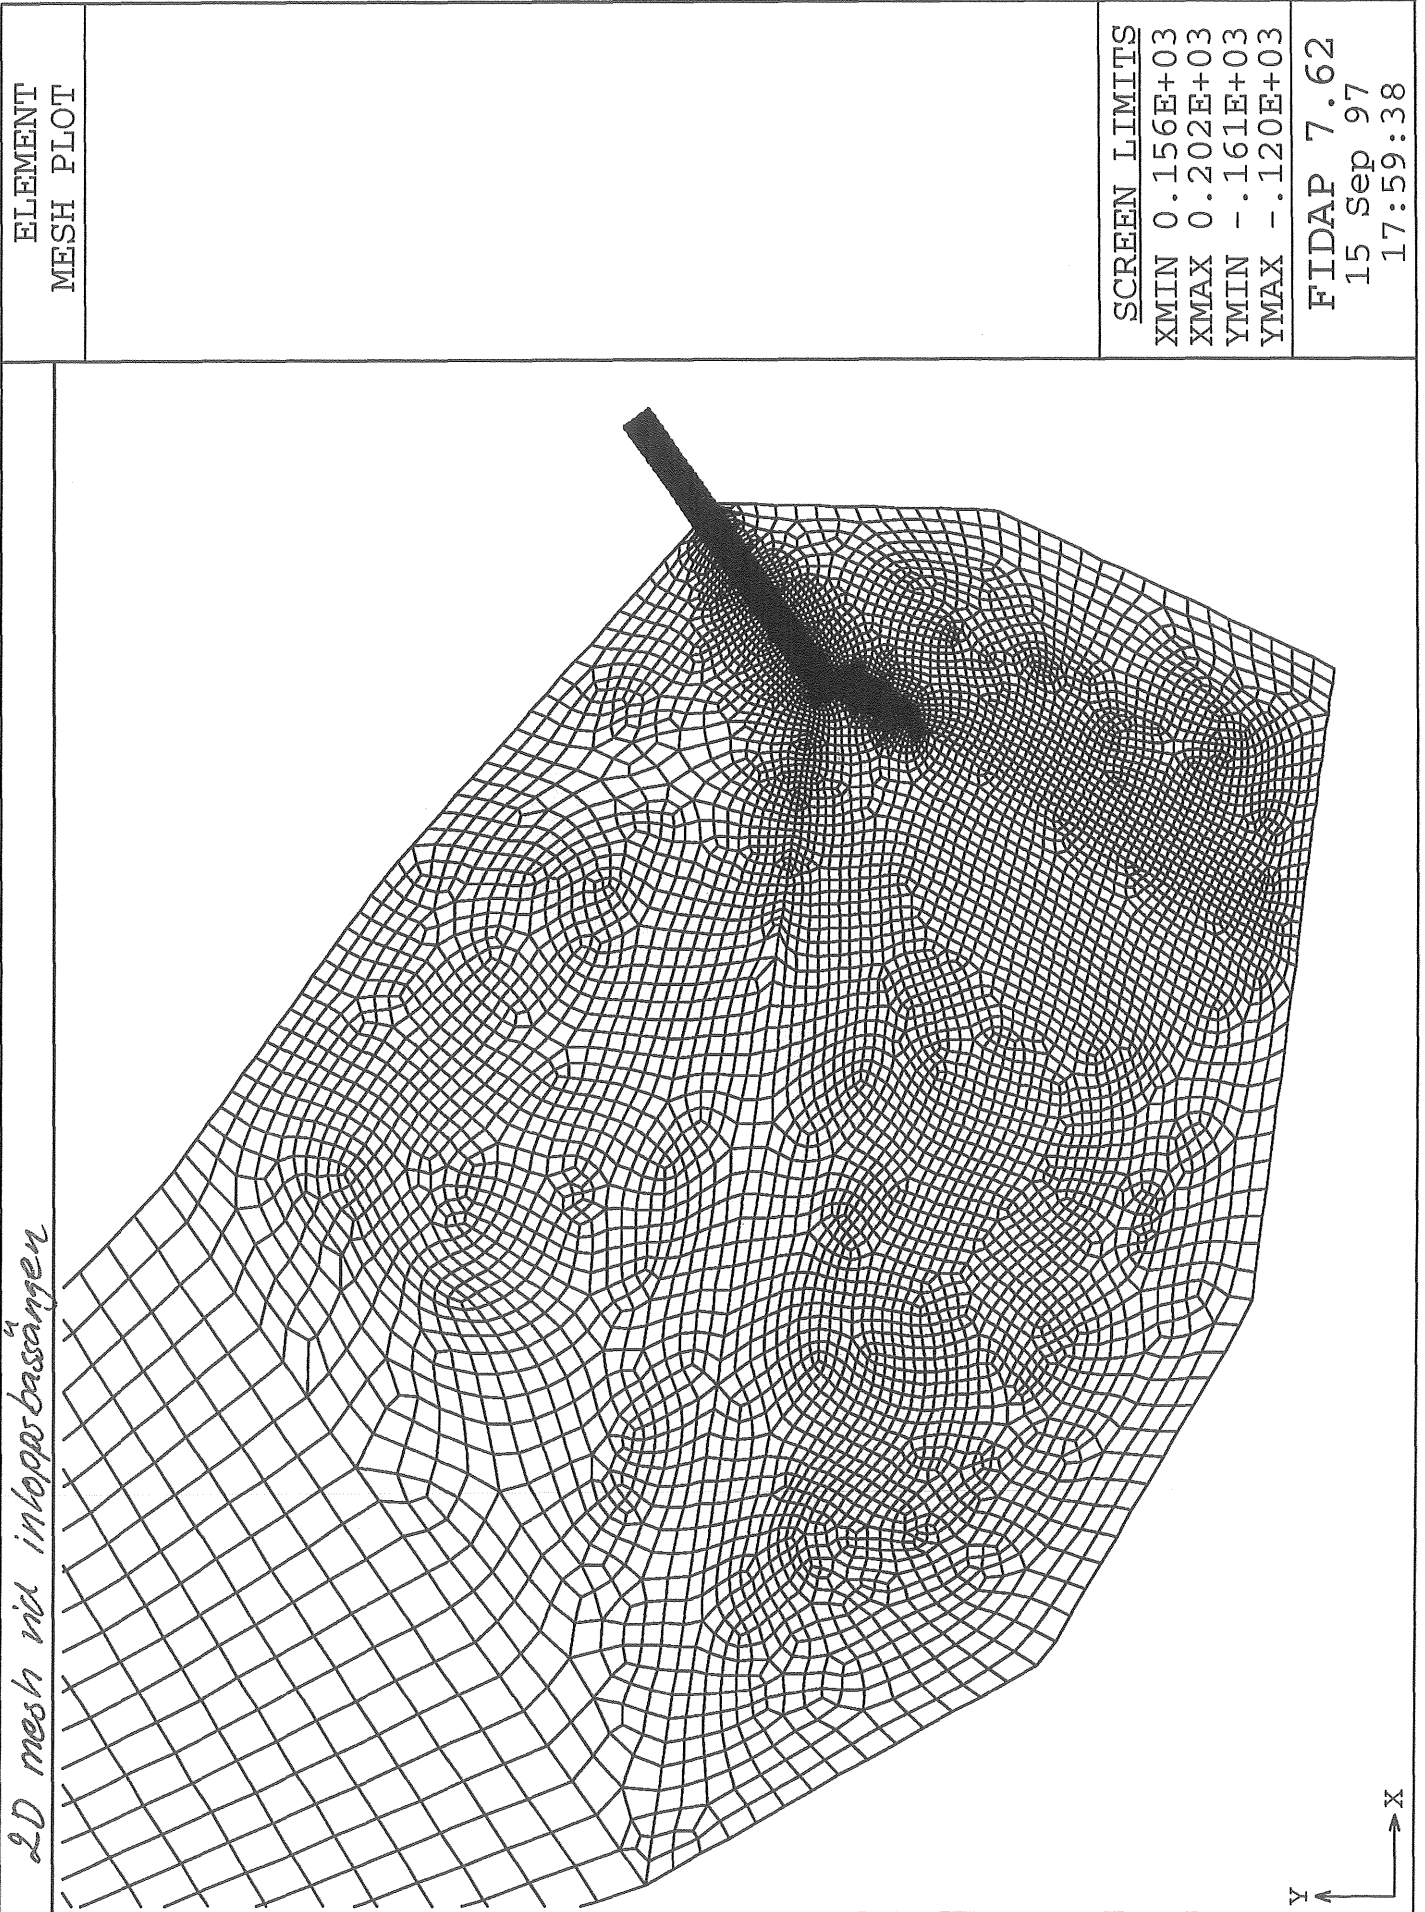 2D mesh vid inloppsbassängen
ELEMENT
MESH PLOT
SCREEN LIMITS
XMIN 0.156E+03
XMAX 0.202E+03
YMIN -.161E+03
YMAX -.120E+03
FIDAP 7.62
15 Sep 97
17:59:38
Y
X